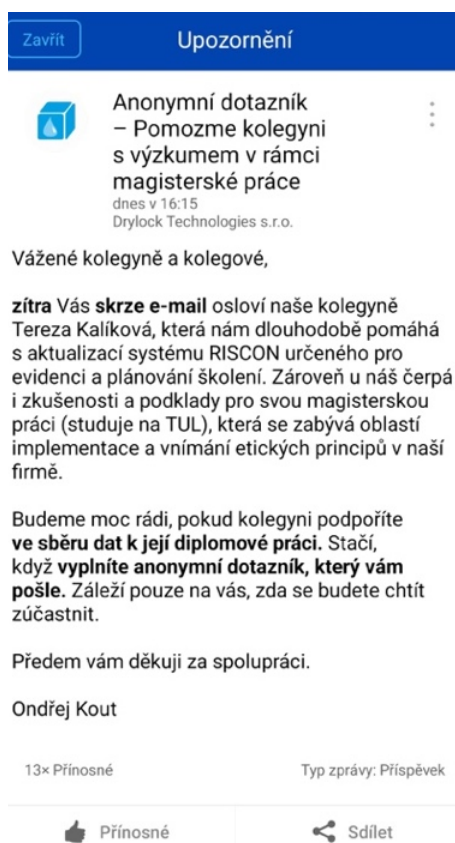 Zavřít
Upozornění
Anonymní dotazník
– Pomozme kolegyni
s výzkumem v rámci
magisterské práce
dnes v 16:15
Drylock Technologies s.r.o.
Vážené kolegyně a kolegové,
zítra Vás skrze e-mail osloví naše kolegyně
Tereza Kalíková, která nám dlouhodobě pomáhá
s aktualizací systému RISCON určeného pro
evidenci a plánování školení. Zároveň u nás čerpá
i zkušenosti a podklady pro svou magisterskou
práci (studuje na TUL), která se zabývá oblastí
implementace a vnímání etických principů v naší
firmě.
Budeme moc rádi, pokud kolegyni podpoříte
ve sběru dat k její diplomové práci. Stačí,
když vyplníte anonymní dotazník, který vám
pošle. Záleží pouze na vás, zda se budete chtít
zúčastnit.
Předem vám děkuji za spolupráci.
Ondřej Kout
13× Přínosné
Typ zprávy: Příspěvek
Přínosné
Sdílet